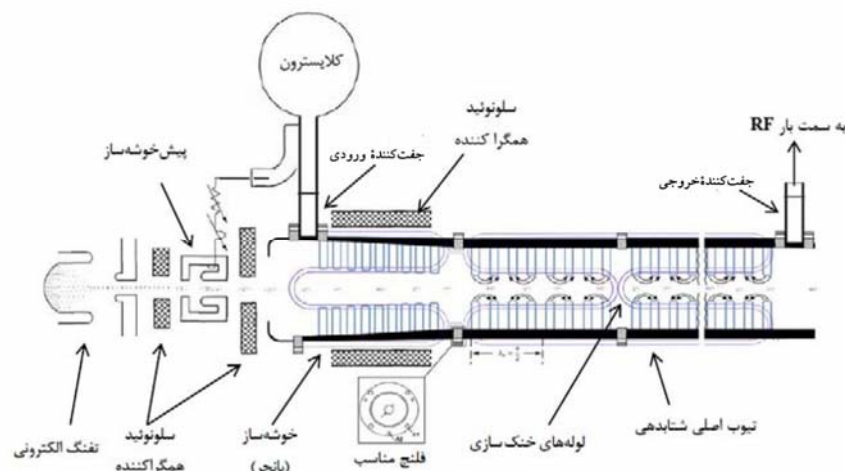 کلایسترون
سلونوئید
همگرا کننده
به سمت بار RF
جفت‌کنندهٔ ورودی
جفت‌کنندهٔ خروجی
پیش‌خوشه‌ساز
تفنگ الکترونی
سلونوئید
همگراکننده
خوشه‌ساز
(بانچر)
فلنج مناسب
لوله‌های خنک سازی
تیوب اصلی شتابدهی